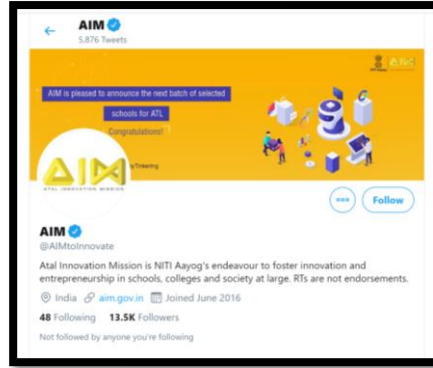 AIM
5,876 Tweets
AIM is pleased to announce the next batch of selected
schools for ATL
Congratulations!
AIM
ATAL INNOVATION MISSION
Follow
AIM
@AIMtoInnovate
Atal Innovation Mission is NITI Aayog's endeavour to foster innovation and
entrepreneurship in schools, colleges and society at large. RTs are not endorsements.
India aim.gov.in Joined June 2016
48 Following 13.5K Followers
Not followed by anyone you're following